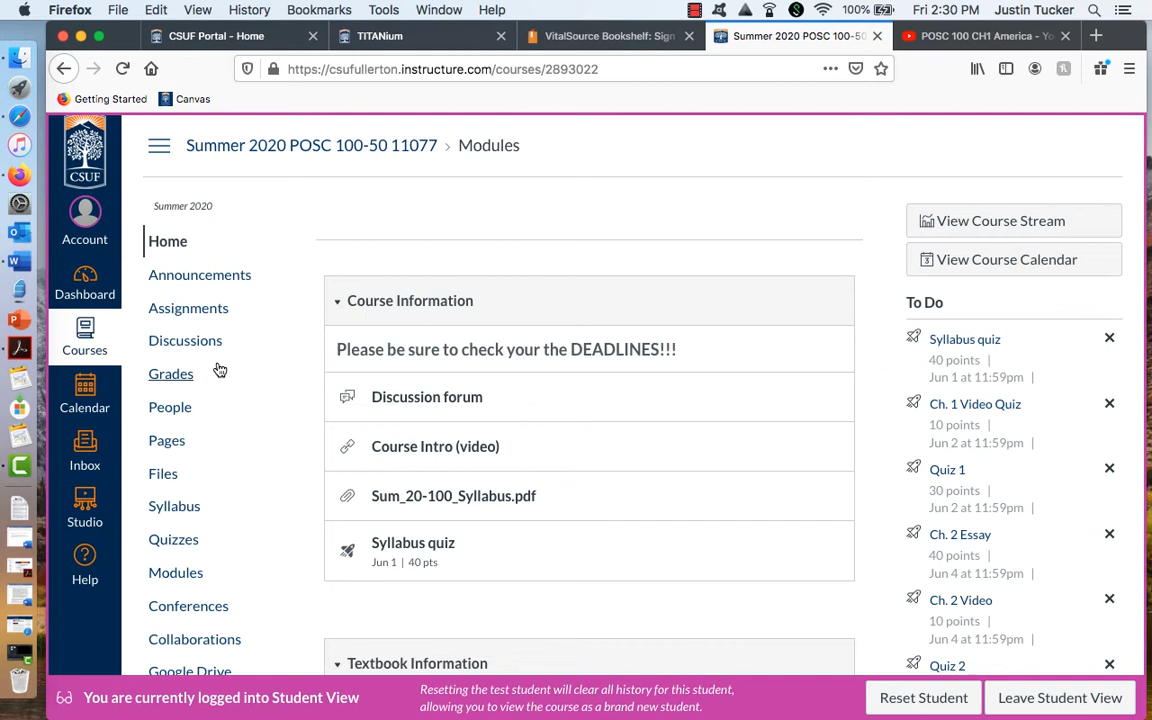 Firefox File Edit View History Bookmarks Tools Window Help 100% Fri 2:30 PM Justin Tucker
CSUF Portal - Home
TITANium
VitalSource Bookshelf: Sign
Summer 2020 POSC 100-50
POSC 100 CH1 America - Yo
https://csufullerton.instructure.com/courses/2893022
Getting Started Canvas
CSUF
Account
Dashboard
Courses
Calendar
Inbox
Studio
Help
Summer 2020 POSC 100-50 11077 › Modules
Summer 2020
Home
Announcements
Assignments
Discussions
Grades
People
Pages
Files
Syllabus
Quizzes
Modules
Conferences
Collaborations
Google Drive
Course Information
Please be sure to check your the DEADLINES!!!
Discussion forum
Course Intro (video)
Sum_20-100_Syllabus.pdf
Syllabus quiz
Jun 1 | 40 pts
Textbook Information
View Course Stream
View Course Calendar
To Do
Syllabus quiz
40 points |
Jun 1 at 11:59pm |
Ch. 1 Video Quiz
10 points |
Jun 2 at 11:59pm |
Quiz 1
30 points |
Jun 2 at 11:59pm |
Ch. 2 Essay
40 points |
Jun 4 at 11:59pm |
Ch. 2 Video
10 points |
Jun 4 at 11:59pm |
Quiz 2
You are currently logged into Student View
Resetting the test student will clear all history for this student,
allowing you to view the course as a brand new student.
Reset Student
Leave Student View